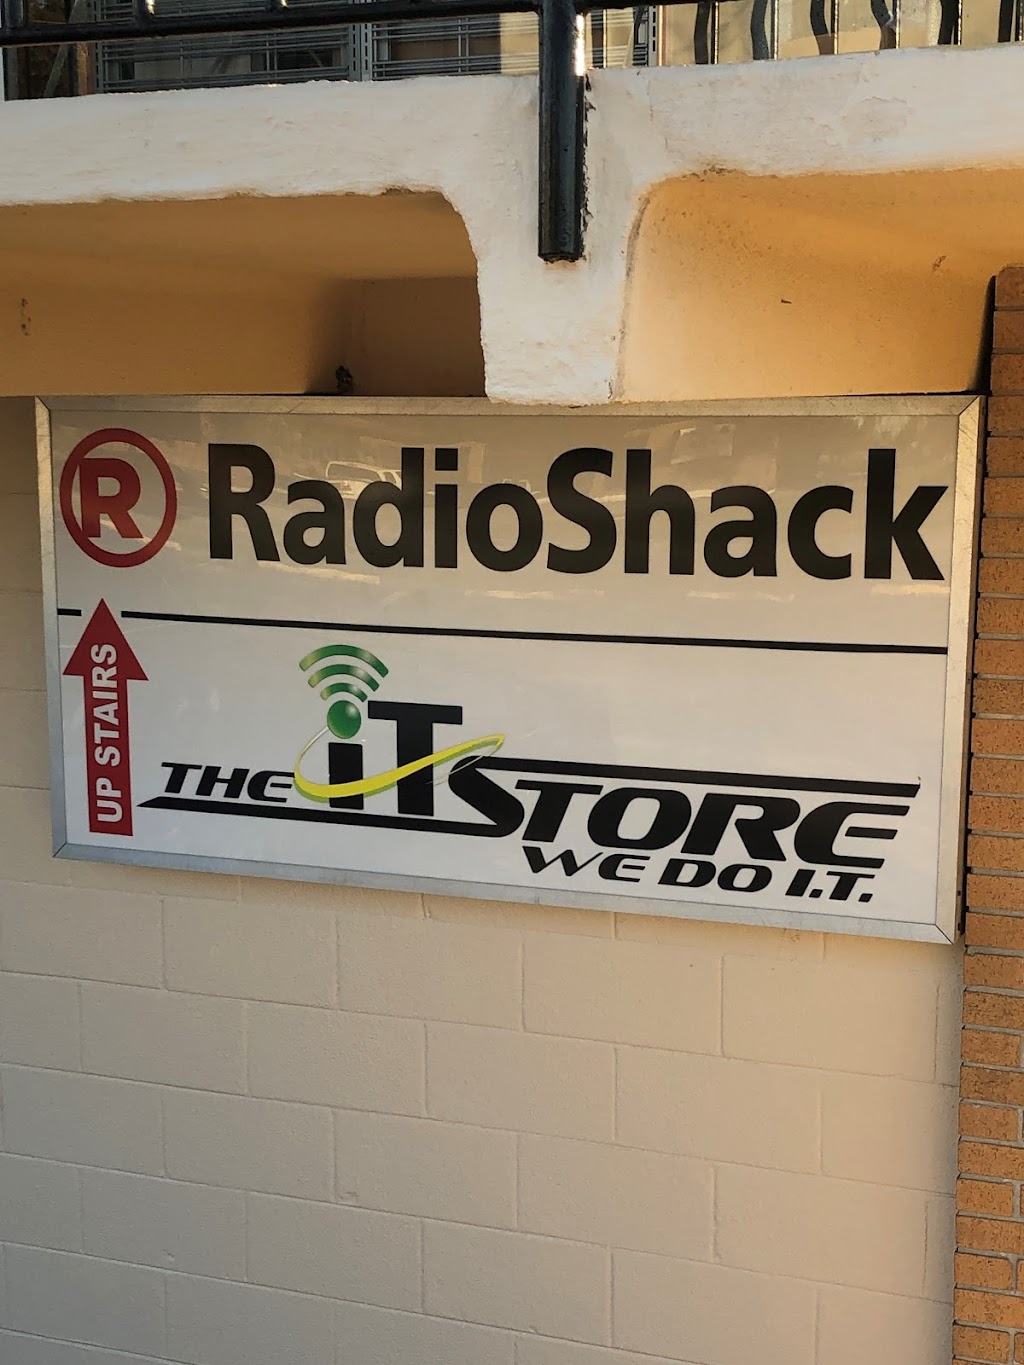 R RadioShack
UP STAIRS
THE iT STORE
WE DO I.T.